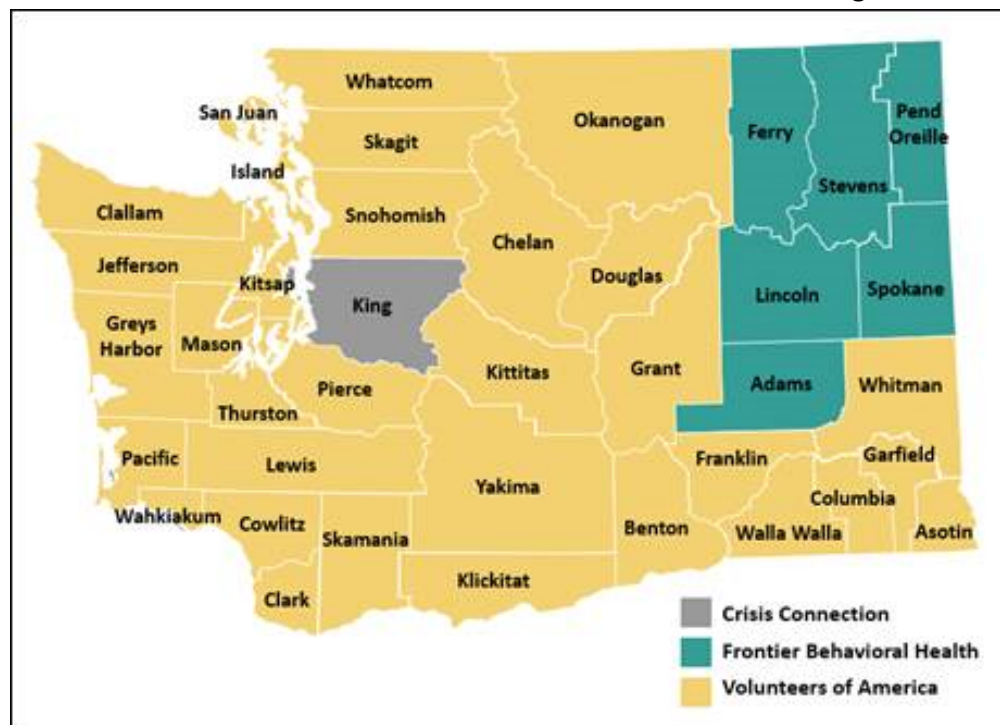 Whatcom
San Juan
Okanogan
Ferry
Pend
Oreille
Skagit
Island
Stevens
Clallam
Snohomish
Chelan
Jefferson
Kitsap
Douglas
King
Lincoln
Spokane
Greys
Harbor
Mason
Kittitas
Grant
Adams
Whitman
Pierce
Thurston
Pacific
Lewis
Franklin
Garfield
Yakima
Columbia
Wahkiakum
Cowlitz
Skamania
Benton
Walla Walla
Asotin
Klickitat
Clark
Crisis Connection
Frontier Behavioral Health
Volunteers of America